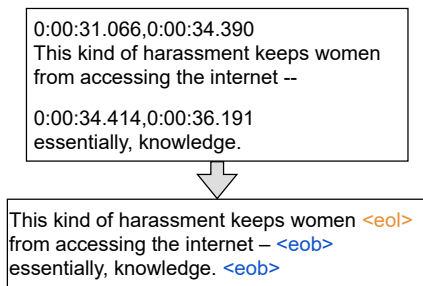 0:00:31.066,0:00:34.390
This kind of harassment keeps women
from accessing the internet --
0:00:34.414,0:00:36.191
essentially, knowledge.
This kind of harassment keeps women <eol>
from accessing the internet – <eob>
essentially, knowledge. <eob>